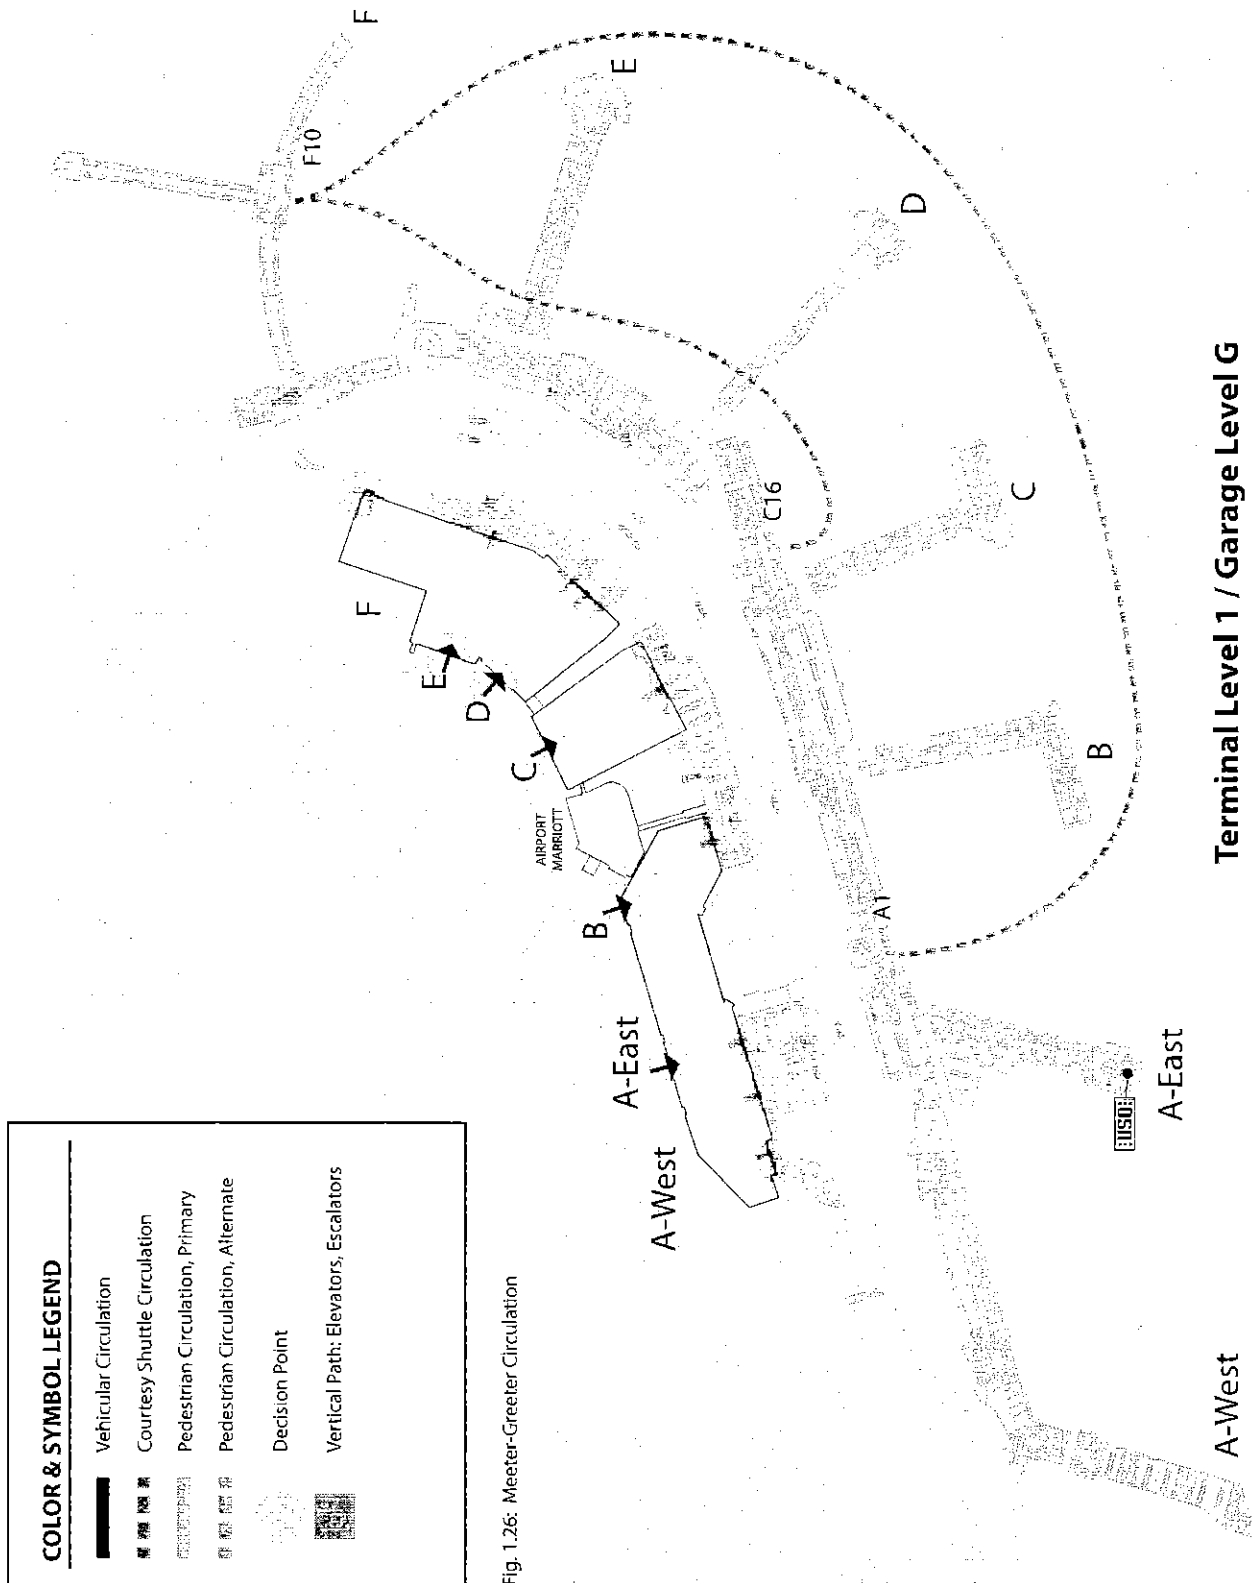 COLOR & SYMBOL LEGEND
Vehicular Circulation
Courtesy Shuttle Circulation
Pedestrian Circulation, Primary
Pedestrian Circulation, Alternate
Decision Point
Vertical Path: Elevators, Escalators
Fig. 1.26: Meeter-Greeter Circulation
A-West
A-East
B
AIRPORT
MARRIOTT
C
D
E
F
F
F10
E
D
C16
C
B
A1
USO
A-East
A-West
Terminal Level 1 / Garage Level G